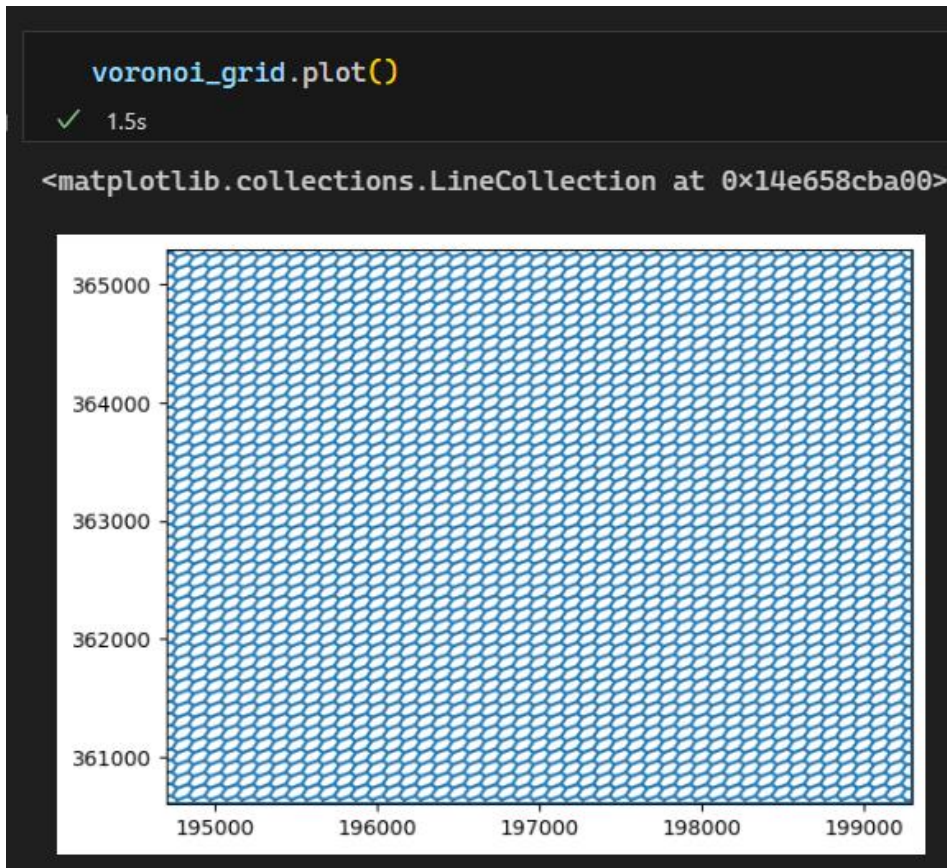 voronoi_grid.plot()
1.5s
<matplotlib.collections.LineCollection at 0x14e658cba00>
365000
364000
363000
362000
361000
195000 196000 197000 198000 199000